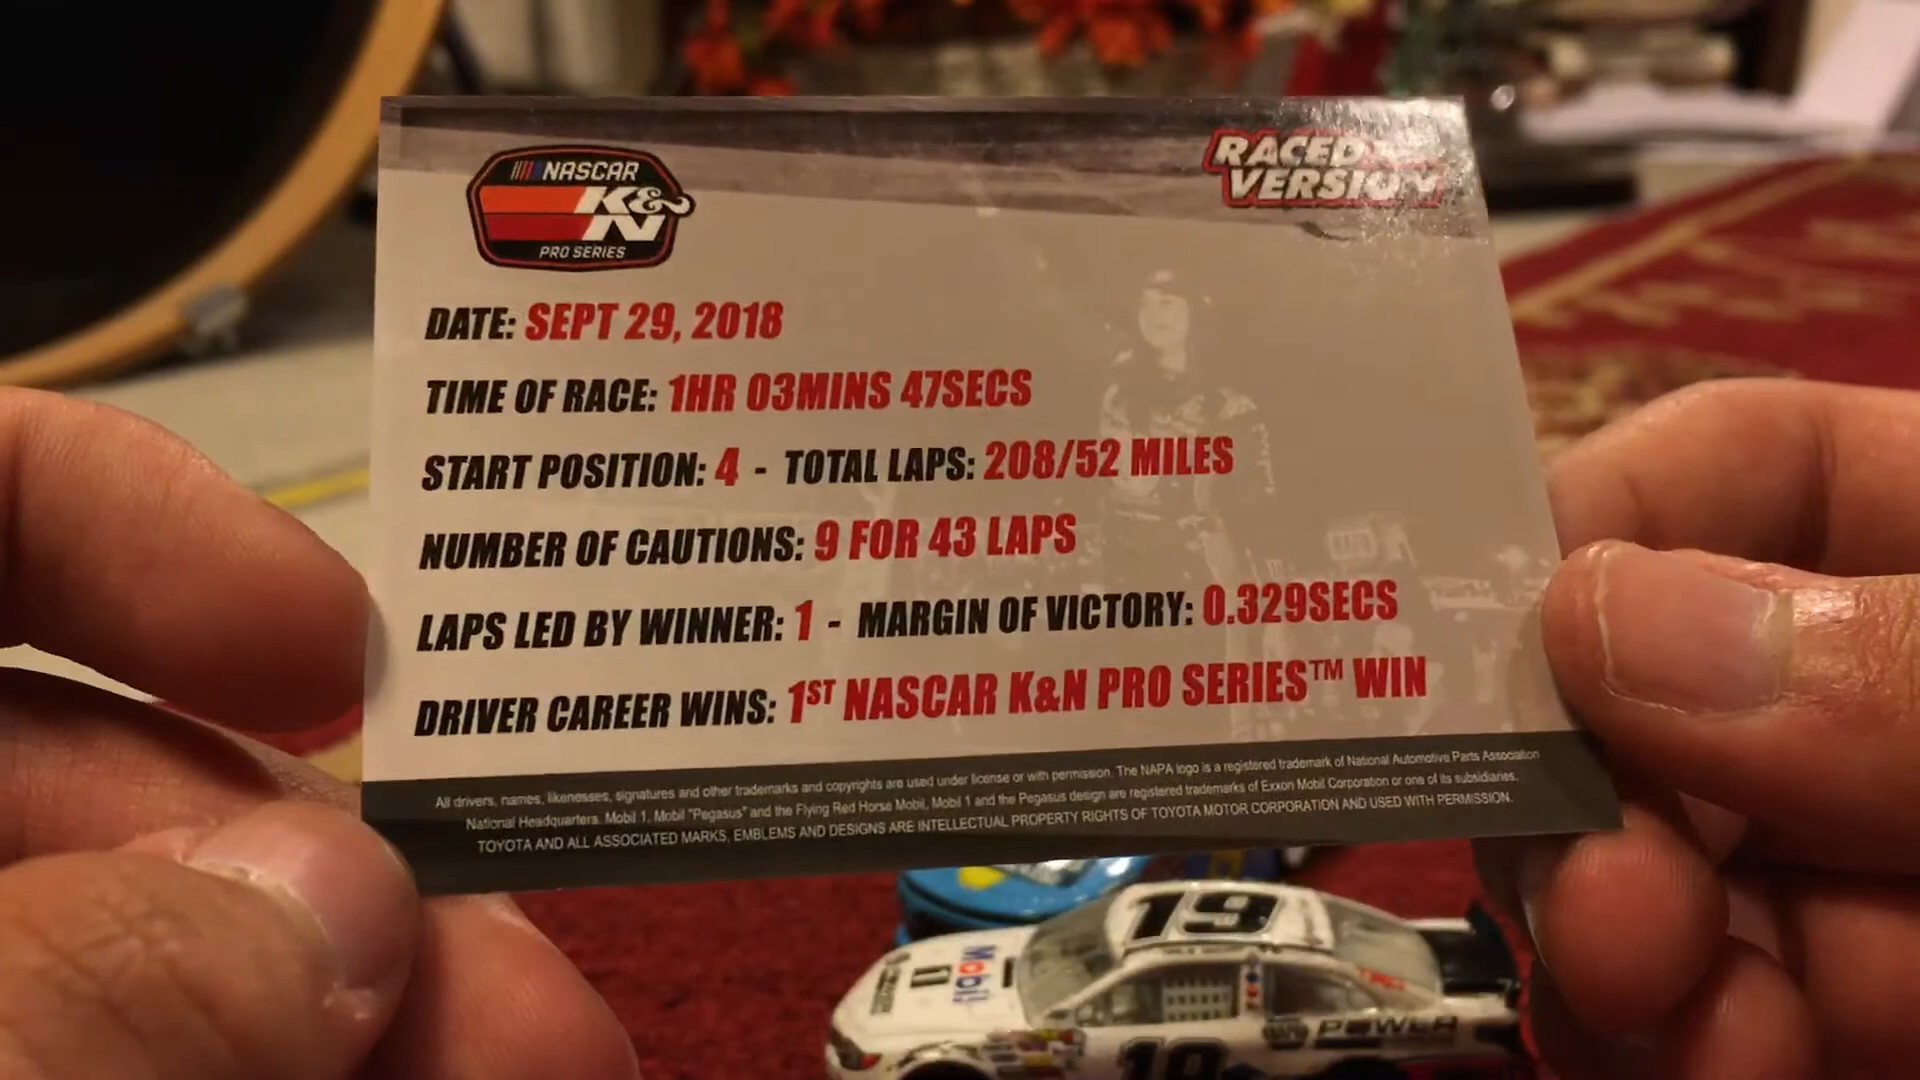 NASCAR
K&N
PRO SERIES
RACED
VERSION
DATE: SEPT 29, 2018
TIME OF RACE: 1HR 03MINS 47SECS
START POSITION: 4 - TOTAL LAPS: 208/52 MILES
NUMBER OF CAUTIONS: 9 FOR 43 LAPS
LAPS LED BY WINNER: 1 - MARGIN OF VICTORY: 0.329SECS
DRIVER CAREER WINS: 1ST NASCAR K&N PRO SERIES™ WIN
All drivers, names, likenesses, signatures and other trademarks and copyrights are used under license or with permission. The NAPA logo is a registered trademark of National Automotive Parts Association
National Headquarters. Mobil 1, Mobil "Pegasus" and the Flying Red Horse Mobil, Mobil 1 and the Pegasus design are registered trademarks of Exxon Mobil Corporation or one of its subsidiaries.
TOYOTA AND ALL ASSOCIATED MARKS, EMBLEMS AND DESIGNS ARE INTELLECTUAL PROPERTY RIGHTS OF TOYOTA MOTOR CORPORATION AND USED WITH PERMISSION.
19
Mobil
1
POWER
19